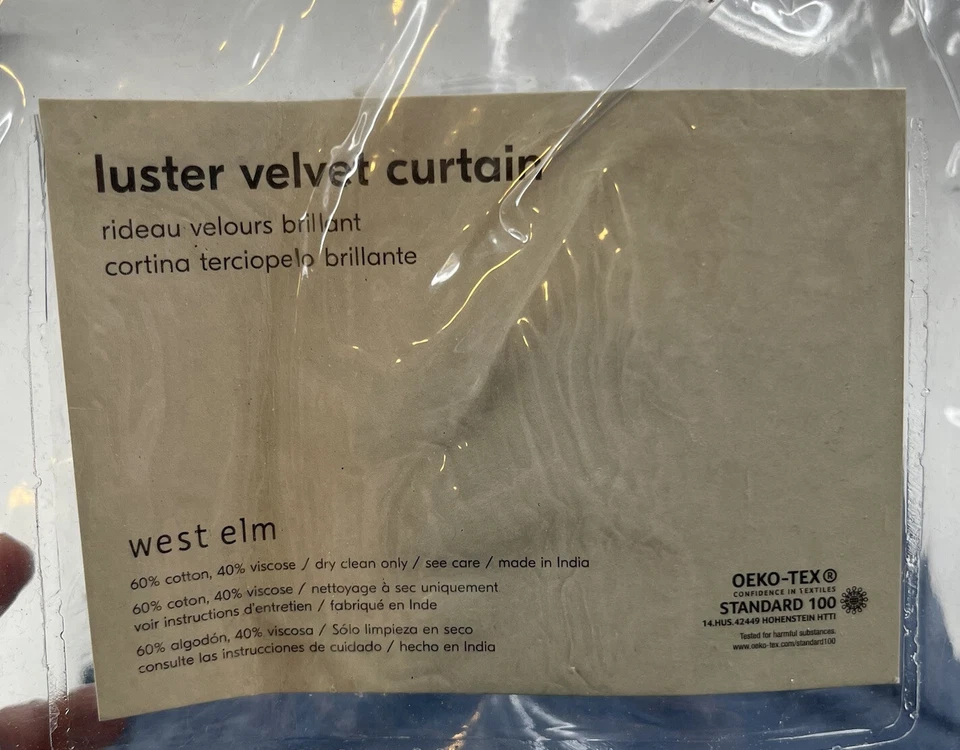 luster velvet curtain
rideau velours brillant
cortina terciopelo brillante
west elm
60% cotton, 40% viscose / dry clean only / see care / made in India
60% coton, 40% viscose / nettoyage à sec uniquement
voir instructions d'entretien / fabriqué en Inde
60% algodón, 40% viscosa / Sólo limpieza en seco
consulte las instrucciones de cuidado / hecho en India
OEKO-TEX®
CONFIDENCE IN TEXTILES
STANDARD 100
14.HUS.42449 HOHENSTEIN HTTI
Tested for harmful substances.
www.oeko-tex.com/standard100